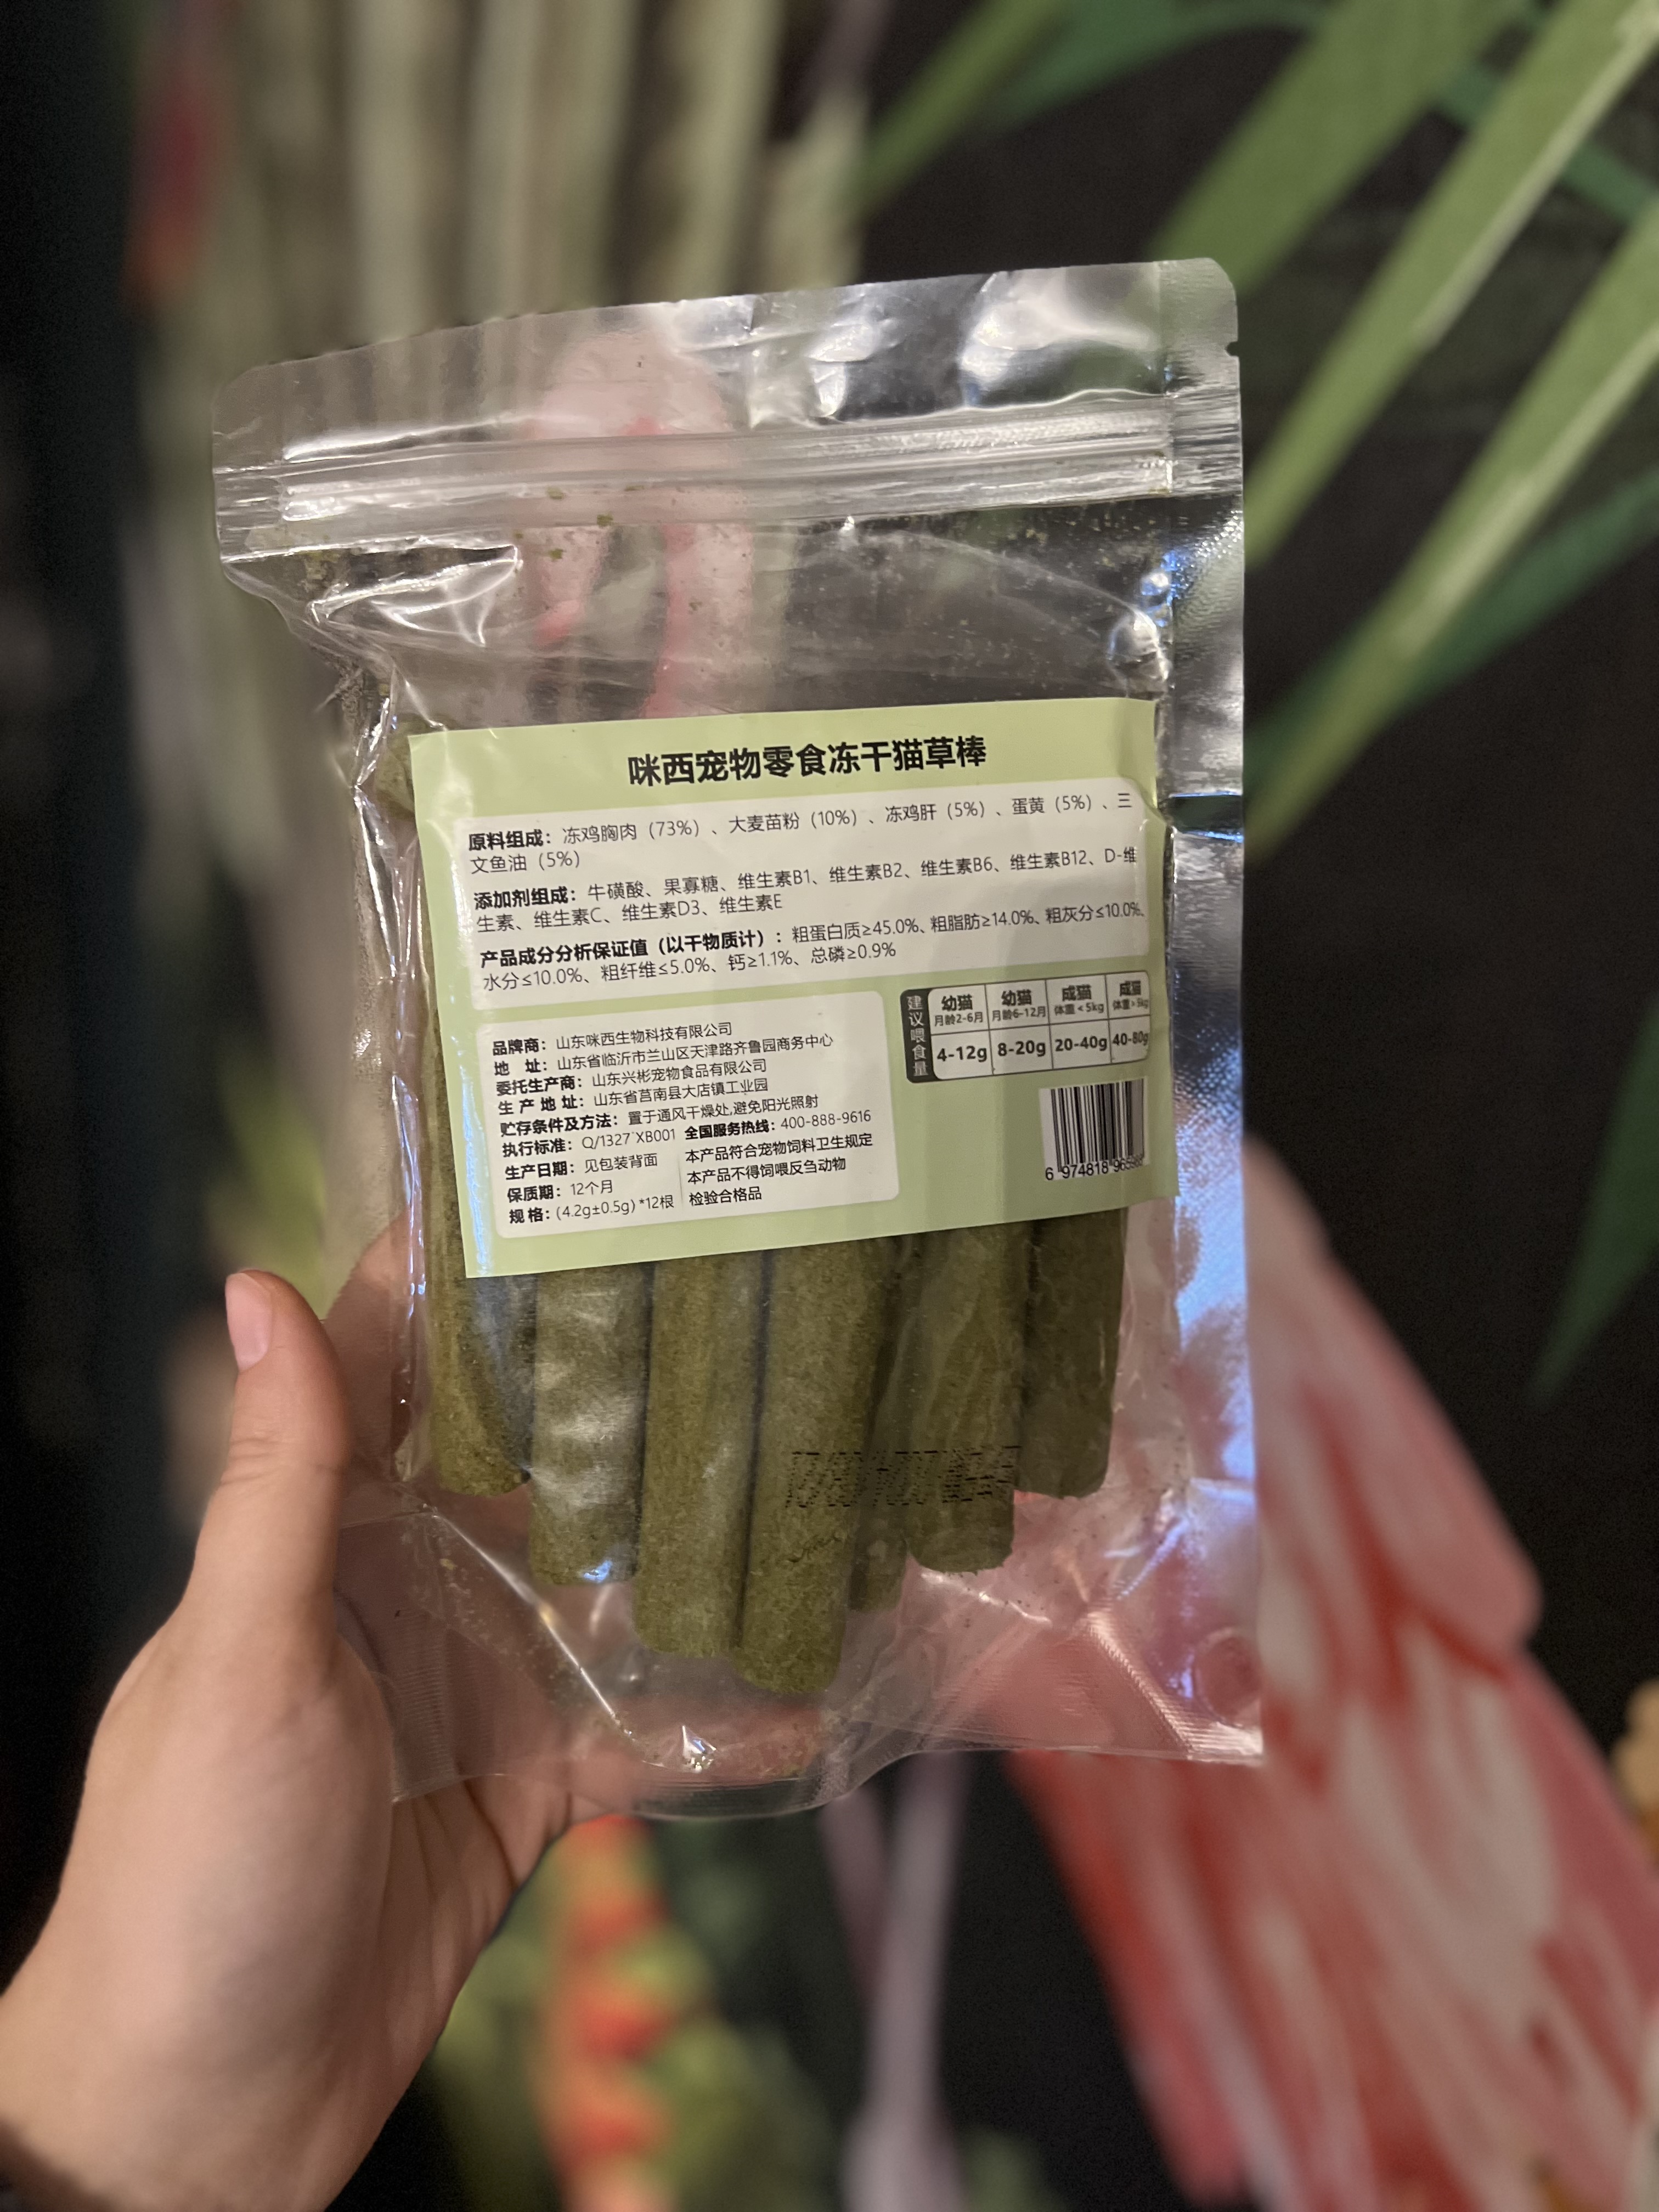 咪西宠物零食冻干猫草棒
原料组成：冻鸡胸肉（73%）、大麦苗粉（10%）、冻鸡肝（5%）、蛋黄（5%）、三
文鱼油（5%）
添加剂组成：牛磺酸、果寡糖、维生素B1、维生素B2、维生素B6、维生素B12、D-维
生素、维生素C、维生素D3、维生素E
产品成分分析保证值（以干物质计）：粗蛋白质≥45.0%、粗脂肪≥14.0%、粗灰分≤10.0%、
水分≤10.0%、粗纤维≤5.0%、钙≥1.1%、总磷≥0.9%
品牌商：山东咪西生物科技有限公司
地 址：山东省临沂市兰山区天津路齐鲁园商务中心
委托生产商：山东兴彬宠物食品有限公司
生 产 地 址：山东省莒南县大店镇工业园
贮存条件及方法：置于通风干燥处,避免阳光照射
执行标准：Q/1327 XB001 全国服务热线：400-888-9616
生产日期：见包装背面
保质期：12个月
规 格：(4.2g±0.5g) *12根
本产品符合宠物饲料卫生规定
本产品不得饲喂反刍动物
检验合格品
建议喂食量
幼猫 幼猫 成猫 成猫
月龄2-6月 月龄6-12月 体重<5kg 体重>5kg
4-12g 8-20g 20-40g 40-80g
6 974818